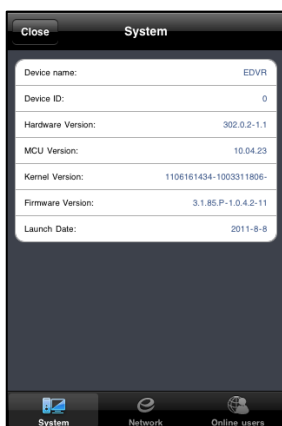 Close System
Device name: EDVR
Device ID: 0
Hardware Version: 302.0.2-1.1
MCU Version: 10.04.23
Kernel Version: 1106161434-1003311806-
Firmware Version: 3.1.85.P-1.0.4.2-11
Launch Date: 2011-8-8
System Network Online users